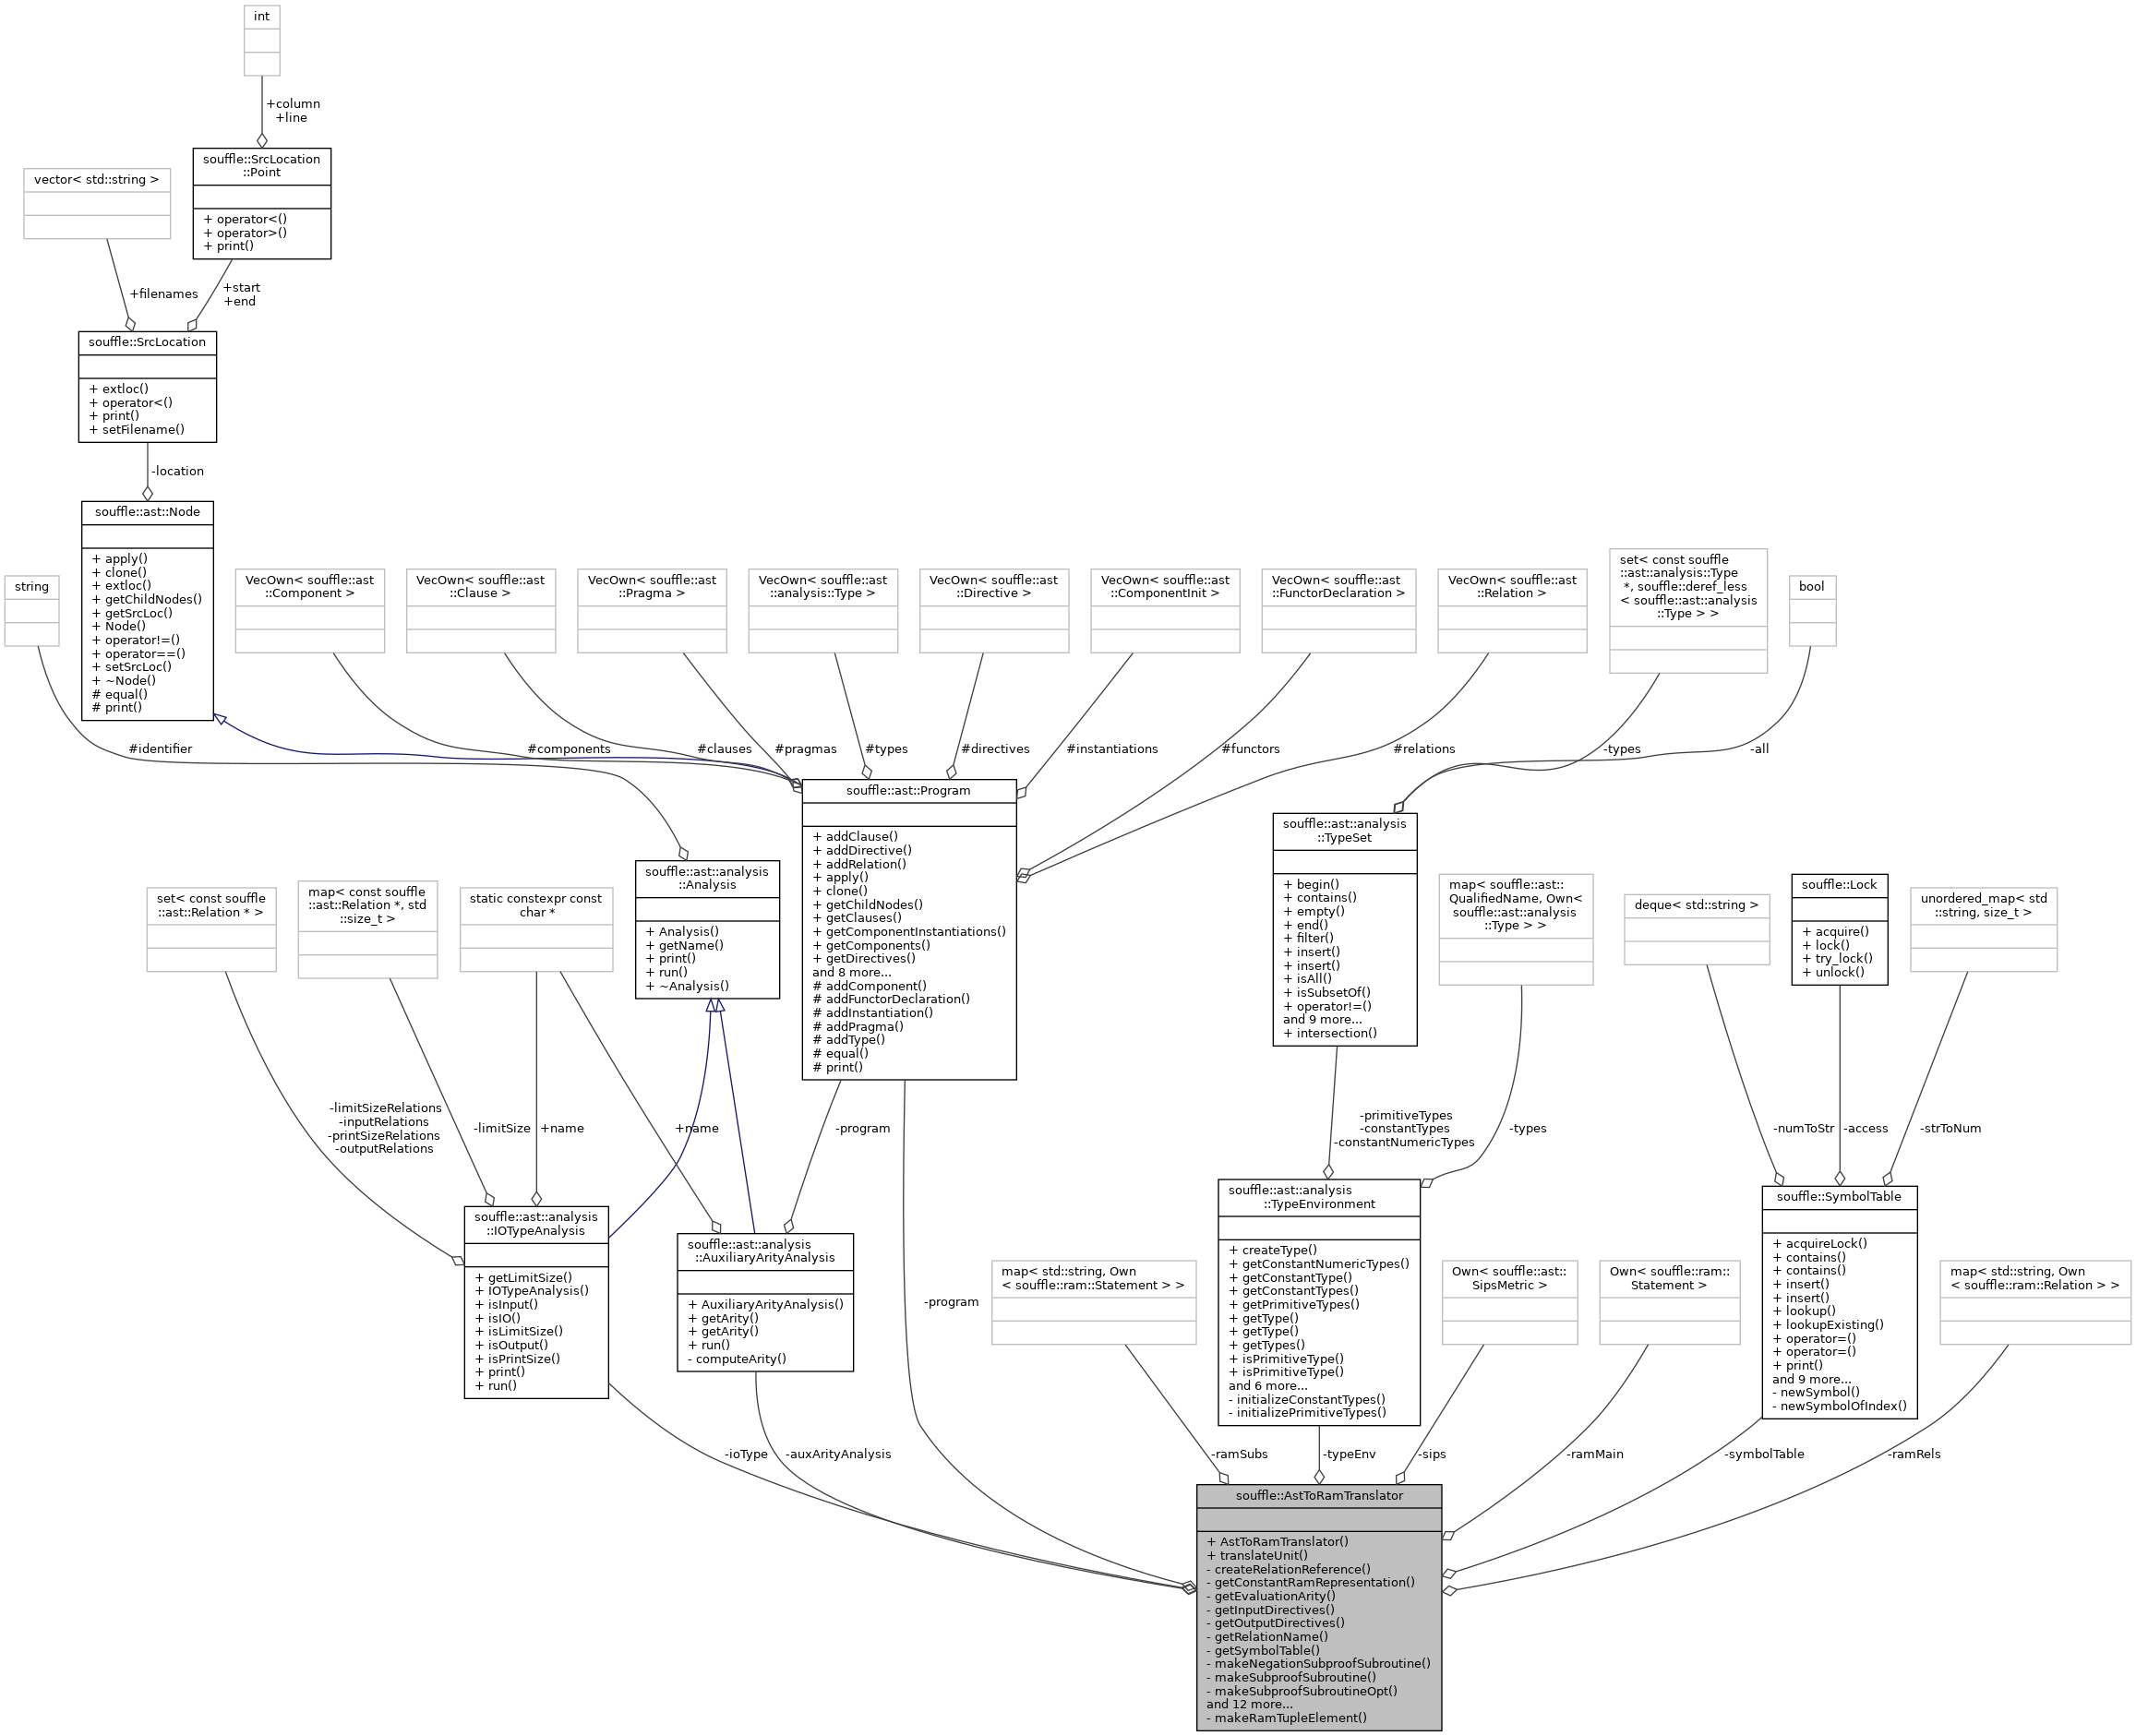 int
+column
+line
souffle::SrcLocation
::Point
+ operator<()
+ operator>()
+ print()
vector< std::string >
+filenames
+start
+end
souffle::SrcLocation
+ extloc()
+ operator<()
+ print()
+ setFilename()
-location
souffle::ast::Node
+ apply()
+ clone()
+ extloc()
+ getChildNodes()
+ getSrcLoc()
+ Node()
+ operator!=()
+ operator==()
+ setSrcLoc()
+ ~Node()
# equal()
# print()
string
VecOwn< souffle::ast
::Component >
VecOwn< souffle::ast
::Clause >
VecOwn< souffle::ast
::Pragma >
VecOwn< souffle::ast
::analysis::Type >
VecOwn< souffle::ast
::Directive >
VecOwn< souffle::ast
::ComponentInit >
VecOwn< souffle::ast
::FunctorDeclaration >
VecOwn< souffle::ast
::Relation >
set< const souffle
::ast::analysis::Type
*, souffle::deref_less
< souffle::ast::analysis
::Type > >
bool
#identifier
#components
#clauses
#pragmas
#types
#directives
#instantiations
#functors
#relations
-types
-all
souffle::ast::Program
+ addClause()
+ addDirective()
+ addRelation()
+ apply()
+ clone()
+ getChildNodes()
+ getClauses()
+ getComponentInstantiations()
+ getComponents()
+ getDirectives()
and 8 more...
# addComponent()
# addFunctorDeclaration()
# addInstantiation()
# addPragma()
# addType()
# equal()
# print()
souffle::ast::analysis
::TypeSet
+ begin()
+ contains()
+ empty()
+ end()
+ filter()
+ insert()
+ insert()
+ isAll()
+ isSubsetOf()
+ operator!=()
and 9 more...
+ intersection()
souffle::ast::analysis
::Analysis
+ Analysis()
+ getName()
+ print()
+ run()
+ ~Analysis()
set< const souffle
::ast::Relation * >
map< const souffle
::ast::Relation *, std
::size_t >
static constexpr const
char *
map< souffle::ast::
QualifiedName, Own<
souffle::ast::analysis
::Type > >
deque< std::string >
souffle::Lock
+ acquire()
+ lock()
+ try_lock()
+ unlock()
unordered_map< std
::string, size_t >
-limitSizeRelations
-inputRelations
-printSizeRelations
-outputRelations
-limitSize
+name
+name
-program
-primitiveTypes
-constantTypes
-constantNumericTypes
-types
-numToStr
-access
-strToNum
souffle::ast::analysis
::IOTypeAnalysis
+ getLimitSize()
+ IOTypeAnalysis()
+ isInput()
+ isIO()
+ isLimitSize()
+ isOutput()
+ isPrintSize()
+ print()
+ run()
souffle::ast::analysis
::AuxiliaryArityAnalysis
+ AuxiliaryArityAnalysis()
+ getArity()
+ getArity()
+ run()
- computeArity()
-program
map< std::string, Own
< souffle::ram::Statement > >
souffle::ast::analysis
::TypeEnvironment
+ createType()
+ getConstantNumericTypes()
+ getConstantType()
+ getConstantTypes()
+ getPrimitiveTypes()
+ getType()
+ getType()
+ getTypes()
+ isPrimitiveType()
+ isPrimitiveType()
and 6 more...
- initializeConstantTypes()
- initializePrimitiveTypes()
Own< souffle::ast::
SipsMetric >
Own< souffle::ram::
Statement >
souffle::SymbolTable
+ acquireLock()
+ contains()
+ contains()
+ insert()
+ insert()
+ lookup()
+ lookupExisting()
+ operator=()
+ operator=()
+ print()
and 9 more...
- newSymbol()
- newSymbolOfIndex()
map< std::string, Own
< souffle::ram::Relation > >
-ioType
-auxArityAnalysis
-ramSubs
-typeEnv
-sips
-ramMain
-symbolTable
-ramRels
souffle::AstToRamTranslator
+ AstToRamTranslator()
+ translateUnit()
- createRelationReference()
- getConstantRamRepresentation()
- getEvaluationArity()
- getInputDirectives()
- getOutputDirectives()
- getRelationName()
- getSymbolTable()
- makeNegationSubproofSubroutine()
- makeSubproofSubroutine()
- makeSubproofSubroutineOpt()
and 12 more...
- makeRamTupleElement()